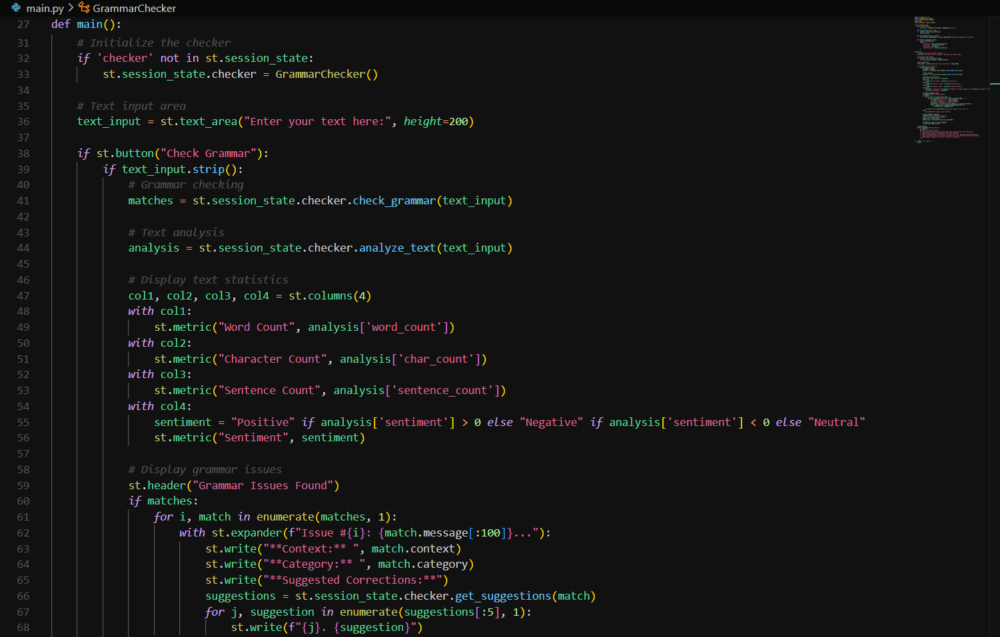 main.py > GrammarChecker
27 def main():
31 # Initialize the checker
32 if 'checker' not in st.session_state:
33 st.session_state.checker = GrammarChecker()
34
35 # Text input area
36 text_input = st.text_area("Enter your text here:", height=200)
37
38 if st.button("Check Grammar"):
39 if text_input.strip():
40 # Grammar checking
41 matches = st.session_state.checker.check_grammar(text_input)
42
43 # Text analysis
44 analysis = st.session_state.checker.analyze_text(text_input)
45
46 # Display text statistics
47 col1, col2, col3, col4 = st.columns(4)
48 with col1:
49 st.metric("Word Count", analysis['word_count'])
50 with col2:
51 st.metric("Character Count", analysis['char_count'])
52 with col3:
53 st.metric("Sentence Count", analysis['sentence_count'])
54 with col4:
55 sentiment = "Positive" if analysis['sentiment'] > 0 else "Negative" if analysis['sentiment'] < 0 else "Neutral"
56 st.metric("Sentiment", sentiment)
57
58 # Display grammar issues
59 st.header("Grammar Issues Found")
60 if matches:
61 for i, match in enumerate(matches, 1):
62 with st.expander(f"Issue #{i}: {match.message[:100]}..."):
63 st.write("**Context:** ", match.context)
64 st.write("**Category:** ", match.category)
65 st.write("**Suggested Corrections:**")
66 suggestions = st.session_state.checker.get_suggestions(match)
67 for j, suggestion in enumerate(suggestions[:5], 1):
68 st.write(f"{j}. {suggestion}")